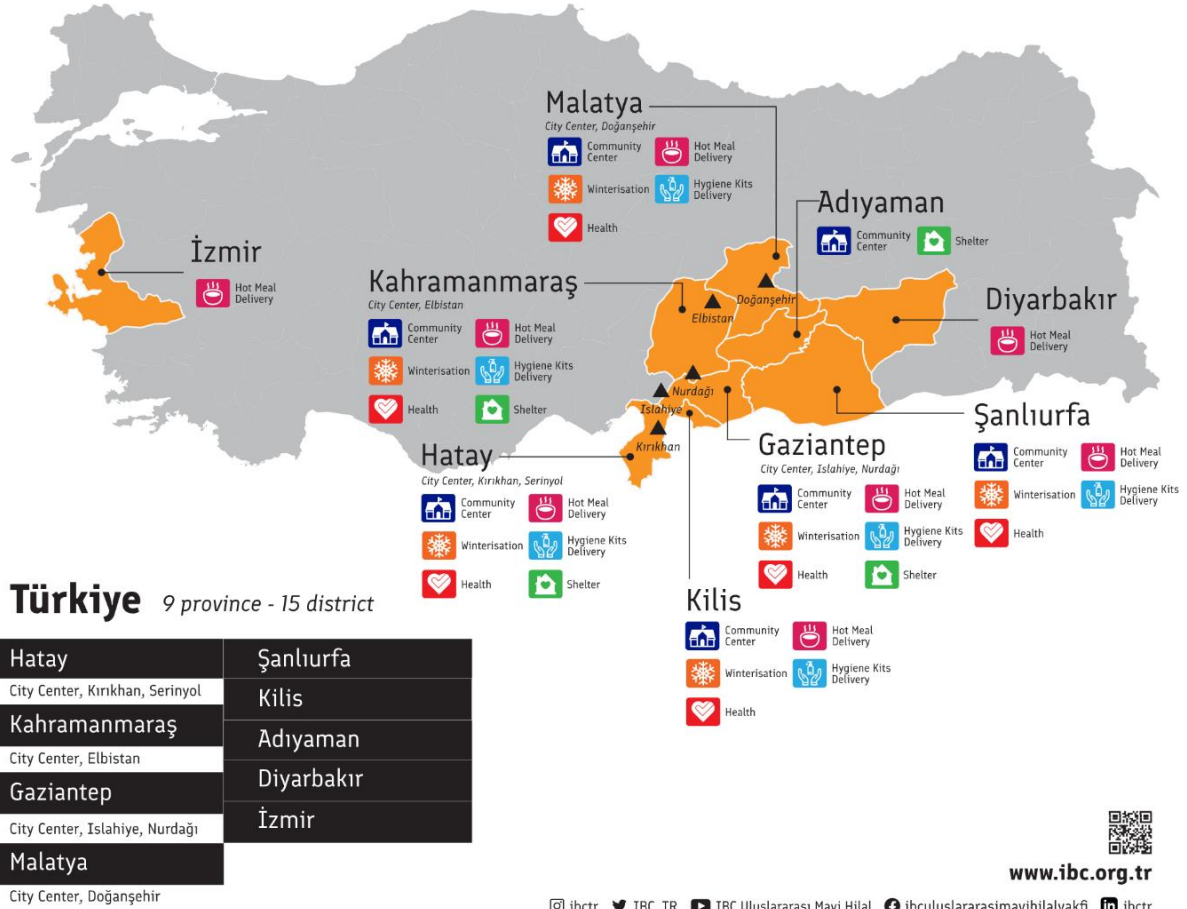 Malatya
City Center, Doğanşehir
Community Center
Hot Meal Delivery
Winterisation
Hygiene Kits Delivery
Health
Adıyaman
Community Center
Shelter
İzmir
Hot Meal Delivery
Kahramanmaraş
City Center, Elbistan
Community Center
Hot Meal Delivery
Winterisation
Hygiene Kits Delivery
Health
Shelter
Doğanşehir
Elbistan
Nurdağı
Islahiye
Kırıkhan
Diyarbakır
Hot Meal Delivery
Şanlıurfa
Community Center
Hot Meal Delivery
Winterisation
Hygiene Kits Delivery
Health
Hatay
City Center, Kırıkhan, Serinyol
Community Center
Hot Meal Delivery
Winterisation
Hygiene Kits Delivery
Health
Shelter
Gaziantep
City Center, Islahiye, Nurdağı
Community Center
Hot Meal Delivery
Winterisation
Hygiene Kits Delivery
Health
Shelter
Kilis
Community Center
Hot Meal Delivery
Winterisation
Hygiene Kits Delivery
Health
Türkiye 9 province - 15 district
Hatay
City Center, Kırıkhan, Serinyol
Kahramanmaraş
City Center, Elbistan
Gaziantep
City Center, Islahiye, Nurdağı
Malatya
City Center, Doğanşehir
Şanlıurfa
Kilis
Adıyaman
Diyarbakır
İzmir
www.ibc.org.tr
ibctr IBC_TR IBC Uluslararası Mavi Hilal ibculuslararasimavihilalvakfi ibctr